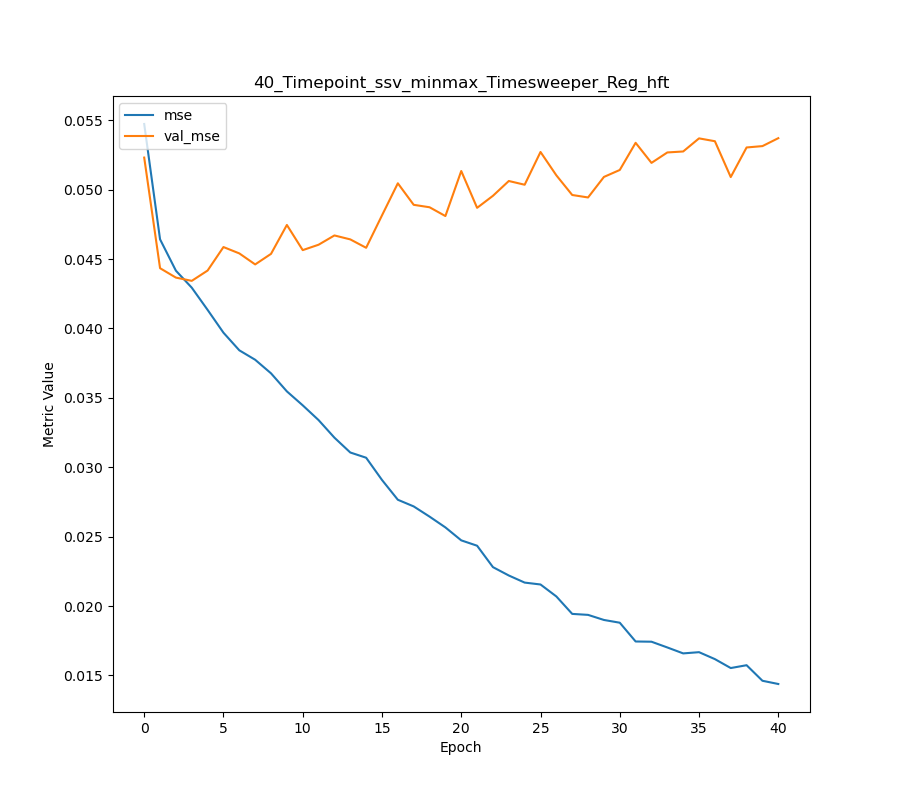 40_Timepoint_ssv_minmax_Timesweeper_Reg_hft
mse
val_mse
0.055
0.050
0.045
0.040
0.035
0.030
0.025
0.020
0.015
Metric Value
0 5 10 15 20 25 30 35 40
Epoch